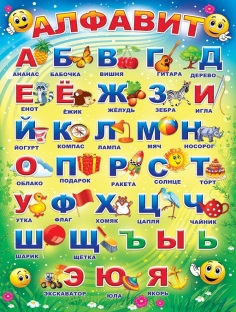 АЛФАВИТ
А Б В Г Д
АНАНАС БАБОЧКА ВИШНЯ ГИТАРА ДЕРЕВО
Е Ё Ж З И
ЕНОТ ЁЖИК ЖЁЛУДЬ ЗЕБРА ИГЛА
Й К Л М Н
ЙОГУРТ КОМПАС ЛАМПА МЯЧ НОСОРОГ
О П Р С Т
ОБЛАКО ПОДАРОК РАКЕТА СОЛНЦЕ ТОРТ
У Ф Х Ц Ч
УТКА ФЛАГ ХОМЯК ЦАПЛЯ ЧАЙНИК
Ш Щ Ъ Ы Ь
ШАРИК ЩЁТКА
Э Ю Я
ЭКСКАВАТОР ЮЛА ЯКОРЬ